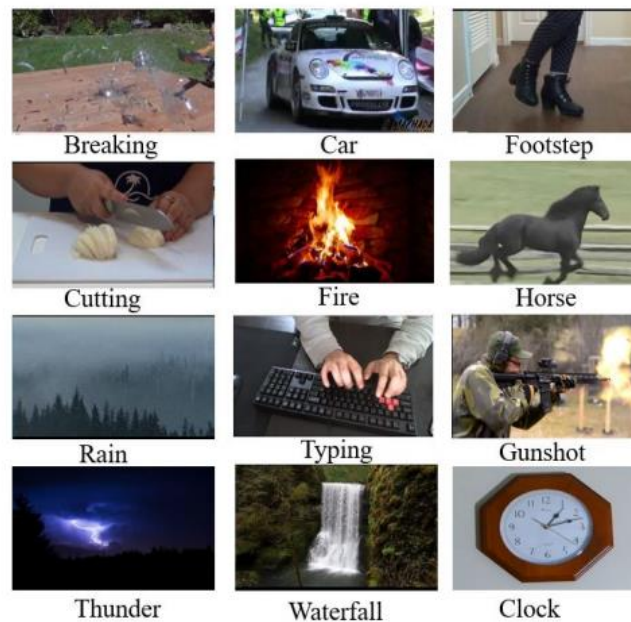 Breaking
Car
Footstep
Cutting
Fire
Horse
Rain
Typing
Gunshot
Thunder
Waterfall
Clock